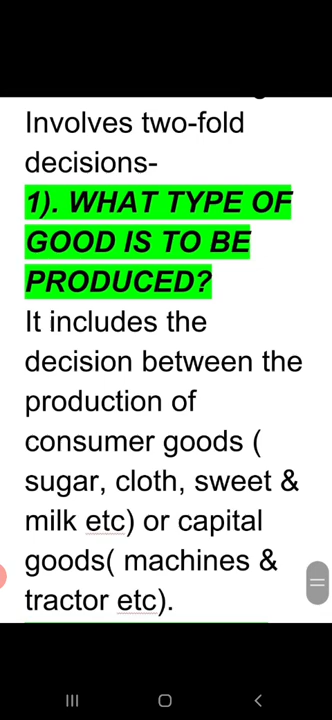 Involves two-fold
decisions-
1). WHAT TYPE OF
GOOD IS TO BE
PRODUCED?
It includes the
decision between the
production of
consumer goods (
sugar, cloth, sweet &
milk etc) or capital
goods( machines &
tractor etc).